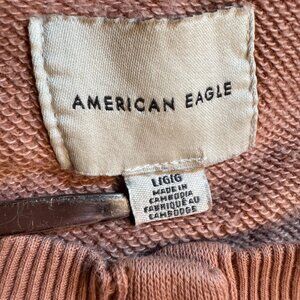 AMERICAN EAGLE
L/G/G
MADE IN
CAMBODIA
FABRIQUÉ AU
CAMBODGE